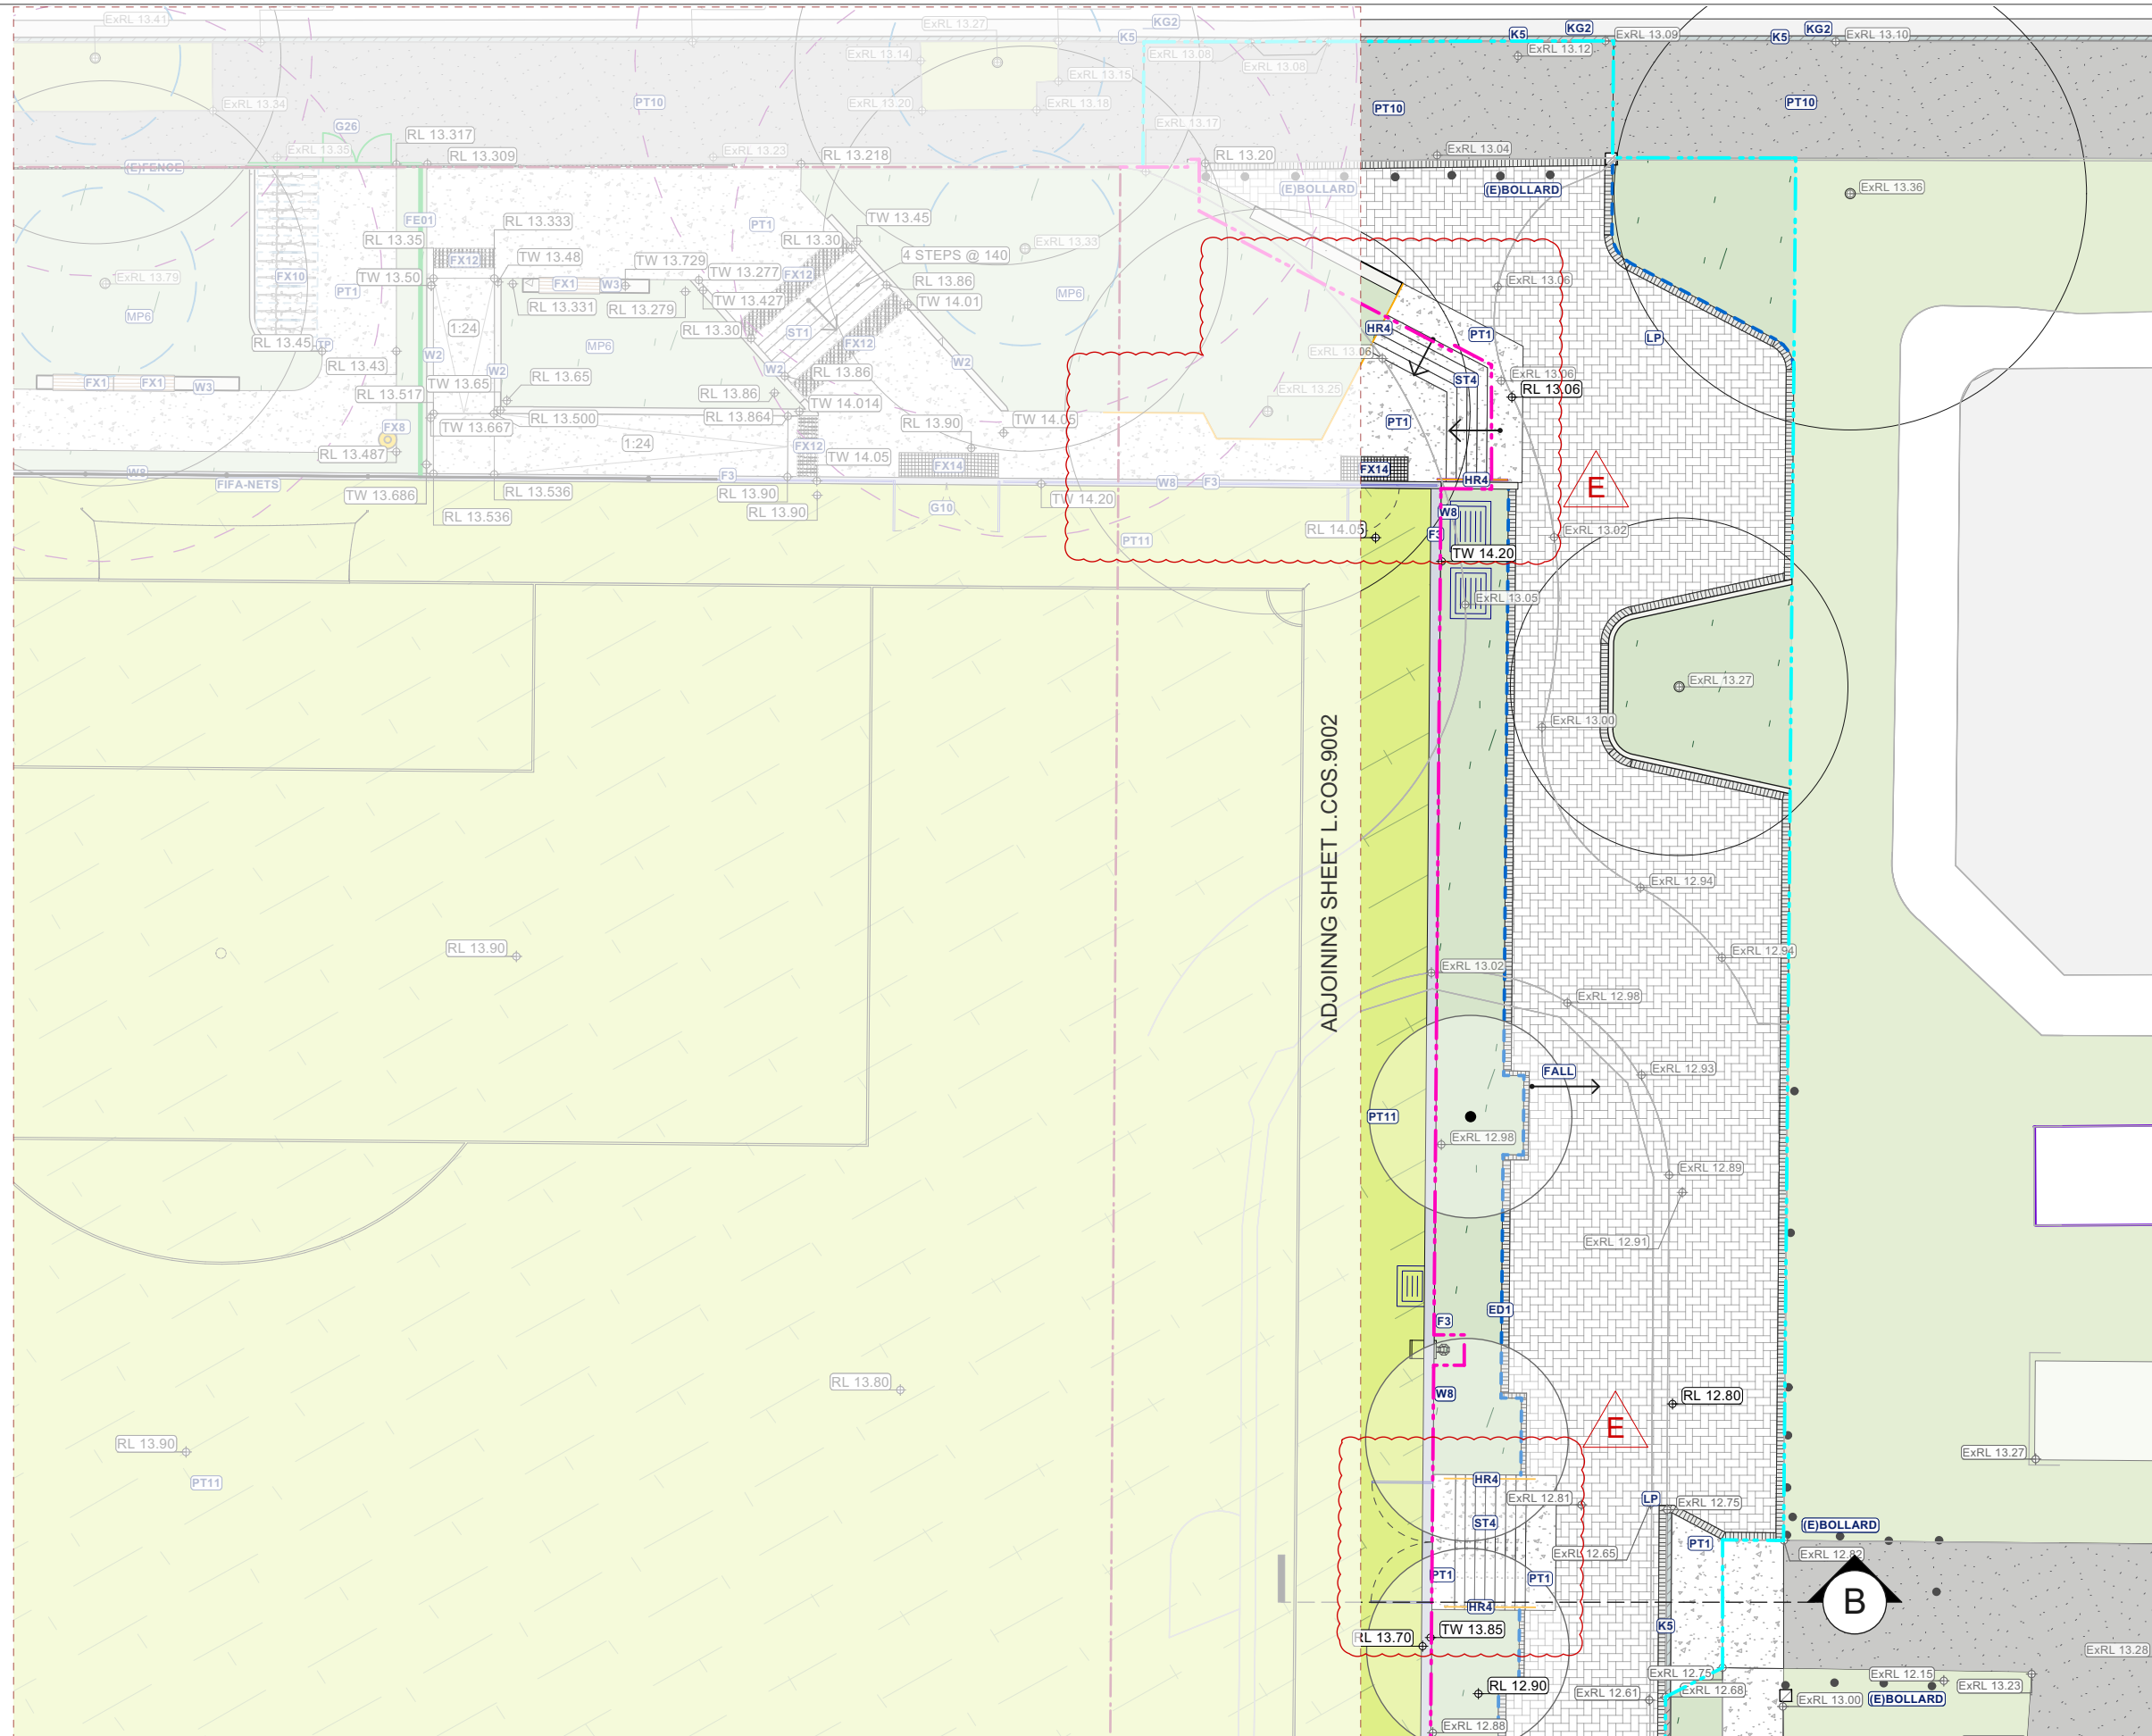 ExRL 13.41
ExRL 13.27
KG2
K5
ExRL 13.14
ExRL 13.08
ExRL 13.08
ExRL 13.15
K5
KG2
ExRL 13.09
ExRL 13.12
K5
KG2
ExRL 13.10
ExRL 13.34
PT10
ExRL 13.20
ExRL 13.18
PT10
PT10
G26
RL 13.317
ExRL 13.17
ExRL 13.35
RL 13.309
ExRL 13.23
RL 13.218
RL 13.20
ExRL 13.04
(E)FENCE
(E)BOLLARD
(E)BOLLARD
ExRL 13.36
FE01
RL 13.333
PT1
TW 13.45
RL 13.35
RL 13.30
ExRL 13.33
FX12
TW 13.48
TW 13.729
4 STEPS @ 140
ExRL 13.79
FX10
TW 13.50
TW 13.277
FX12
RL 13.86
ExRL 13.06
PT1
FX1
W3
TW 13.427
TW 14.01
MP6
MP6
RL 13.331
RL 13.279
1:24
RL 13.30
ST1
HR4
PT1
LP
RL 13.45
TP
MP6
FX12
W2
W2
ExRL 13.06
RL 13.43
W2
W2
RL 13.86
ExRL 13.06
FX1
FX1
W3
TW 13.65
RL 13.65
ST4
RL 13.06
RL 13.517
RL 13.86
TW 14.014
ExRL 13.25
FX8
TW 13.667
RL 13.500
RL 13.864
RL 13.90
TW 14.05
PT1
RL 13.487
1:24
FX12
TW 14.05
FX14
FX14
W8
FIFA-NETS
F3
W8
F3
HR4
E
TW 13.686
RL 13.536
RL 13.90
TW 14.20
RL 13.536
RL 13.90
G10
W8
PT11
RL 14.05
F3
ExRL 13.02
TW 14.20
ExRL 13.05
ExRL 13.27
ExRL 13.00
ADJOINING SHEET L.COS.9002
ExRL 12.94
RL 13.90
ExRL 12.94
ExRL 13.02
ExRL 12.98
FALL
ExRL 12.93
PT11
ExRL 12.98
ExRL 12.89
ExRL 12.91
ED1
F3
RL 13.80
W8
RL 12.80
E
RL 13.90
ExRL 13.27
PT11
HR4
ExRL 12.81
LP
ExRL 12.75
ST4
(E)BOLLARD
ExRL 12.65
PT1
ExRL 12.82
PT1
PT1
HR4
B
K5
RL 13.70
TW 13.85
ExRL 13.28
ExRL 12.75
ExRL 12.15
RL 12.90
ExRL 12.61
ExRL 12.68
ExRL 13.23
ExRL 13.00
(E)BOLLARD
ExRL 12.88